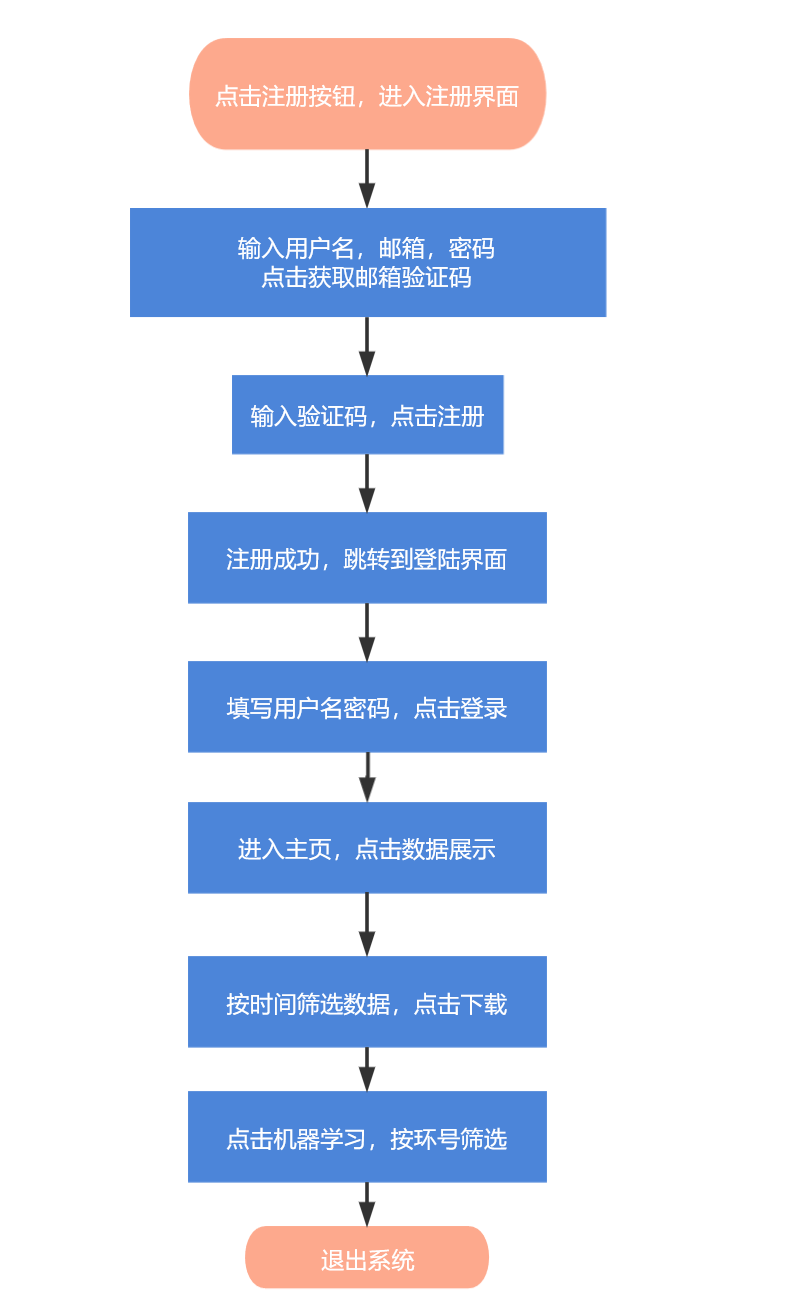 点击注册按钮，进入注册界面
输入用户名，邮箱，密码
点击获取邮箱验证码
输入验证码，点击注册
注册成功，跳转到登陆界面
填写用户名密码，点击登录
进入主页，点击数据展示
按时间筛选数据，点击下载
点击机器学习，按环号筛选
退出系统